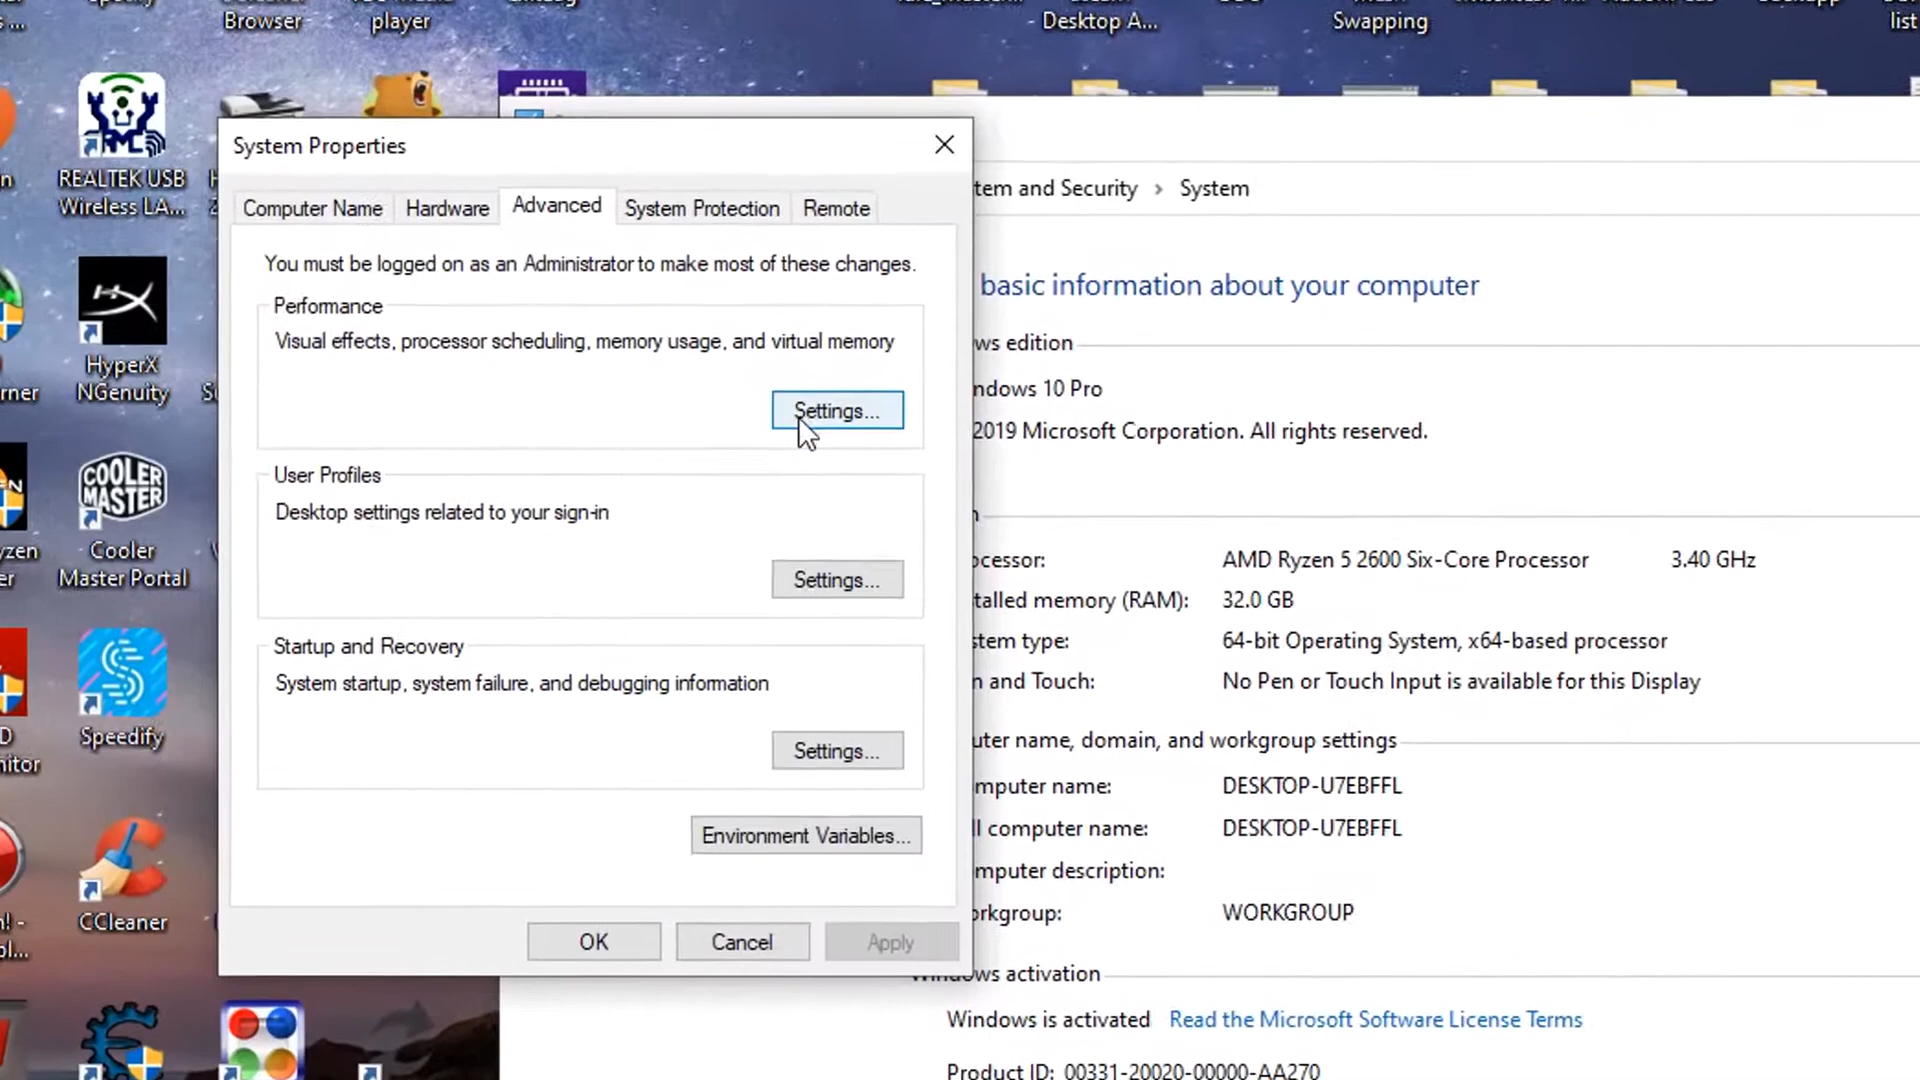 Browser
player
Desktop A...
Swapping
list
REALTEK USB
Wireless LA...
HyperX
NGenuity
COOLER
MASTER
Cooler
Master Portal
Speedify
CCleaner
System Properties
Computer Name
Hardware
Advanced
System Protection
Remote
You must be logged on as an Administrator to make most of these changes.
Performance
Visual effects, processor scheduling, memory usage, and virtual memory
Settings...
User Profiles
Desktop settings related to your sign-in
Settings...
Startup and Recovery
System startup, system failure, and debugging information
Settings...
Environment Variables...
OK
Cancel
Apply
tem and Security > System
basic information about your computer
ws edition
ndows 10 Pro
2019 Microsoft Corporation. All rights reserved.
ocessor: AMD Ryzen 5 2600 Six-Core Processor 3.40 GHz
talled memory (RAM): 32.0 GB
stem type: 64-bit Operating System, x64-based processor
n and Touch: No Pen or Touch Input is available for this Display
uter name, domain, and workgroup settings
mputer name: DESKTOP-U7EBFFL
ll computer name: DESKTOP-U7EBFFL
mputer description:
orkgroup: WORKGROUP
Windows activation
Windows is activated Read the Microsoft Software License Terms
Product ID: 00331-20020-00000-AA270